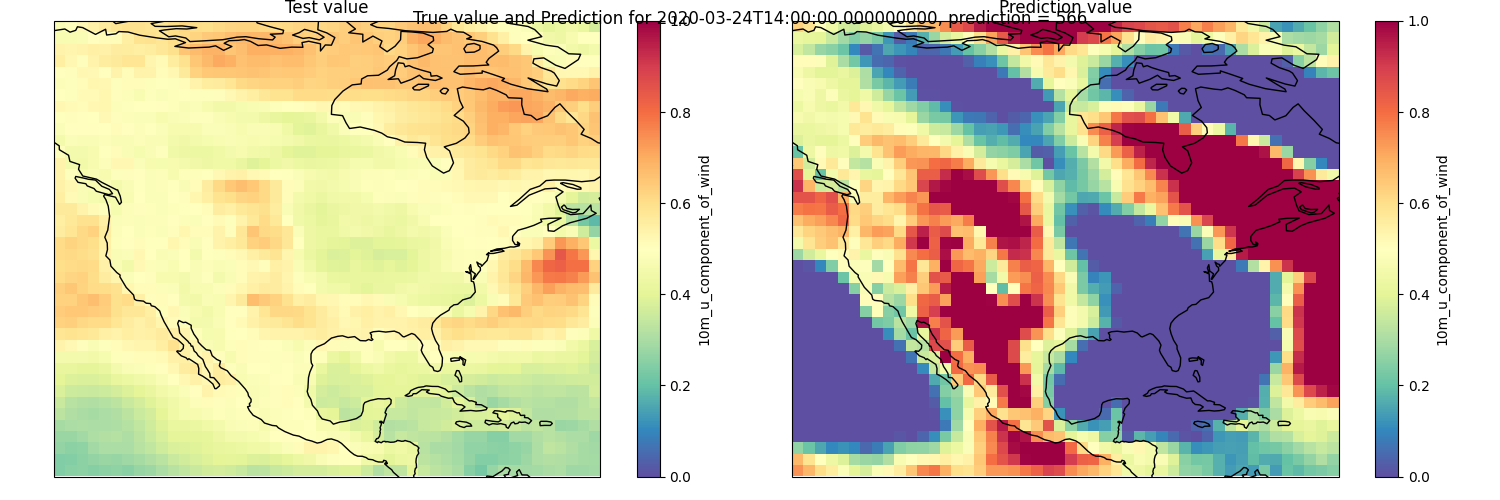 True value and Prediction for 2020-03-24T14:00:00.000000000, prediction = 566
Test value
Prediction value
1.0
0.8
0.6
0.4
0.2
0.0
10m_u_component_of_wind
1.0
0.8
0.6
0.4
0.2
0.0
10m_u_component_of_wind